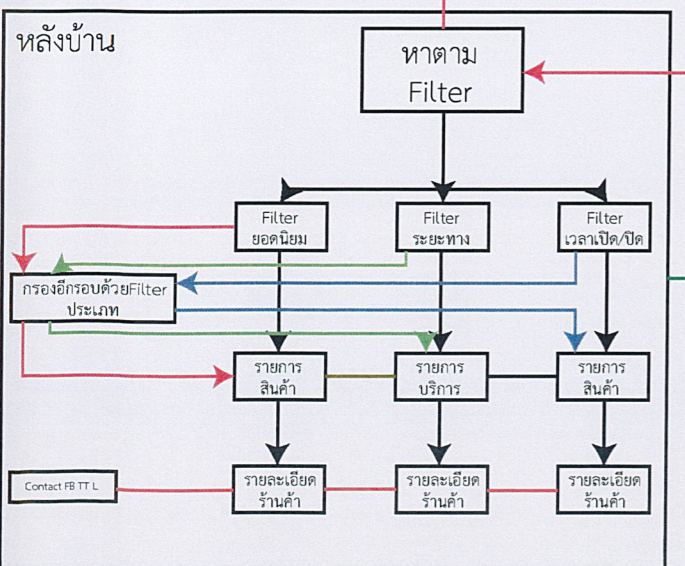 หลังบ้าน
หาตาม
Filter
Filter
ยอดนิยม
Filter
ระยะทาง
Filter
เวลาเปิด/ปิด
กรองอีกรอบด้วยFilter
ประเภท
รายการ
สินค้า
รายการ
บริการ
รายการ
สินค้า
Contact FB TT L
รายละเอียด
ร้านค้า
รายละเอียด
ร้านค้า
รายละเอียด
ร้านค้า